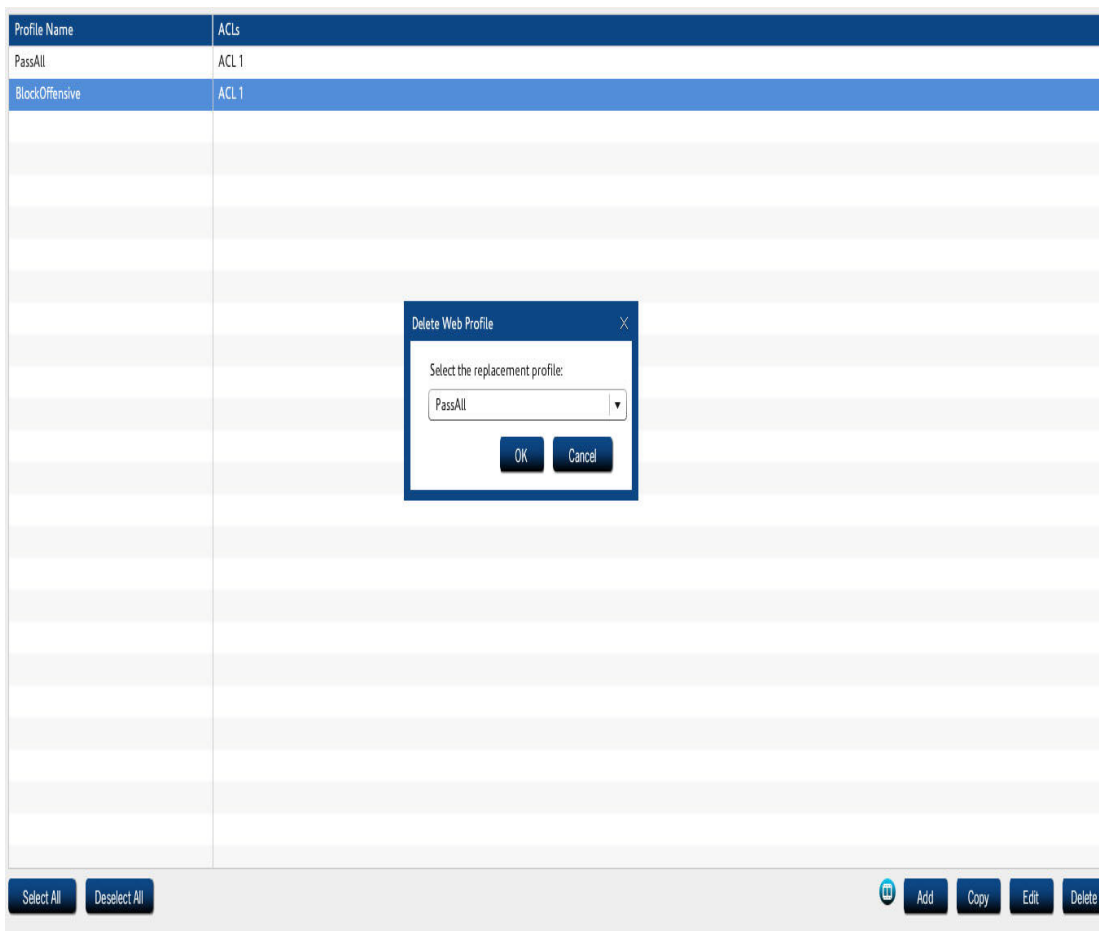 Profile Name ACLs
PassAll ACL 1
BlockOffensive ACL 1
Delete Web Profile X
Select the replacement profile:
PassAll
OK Cancel
Select All Deselect All Add Copy Edit Delete